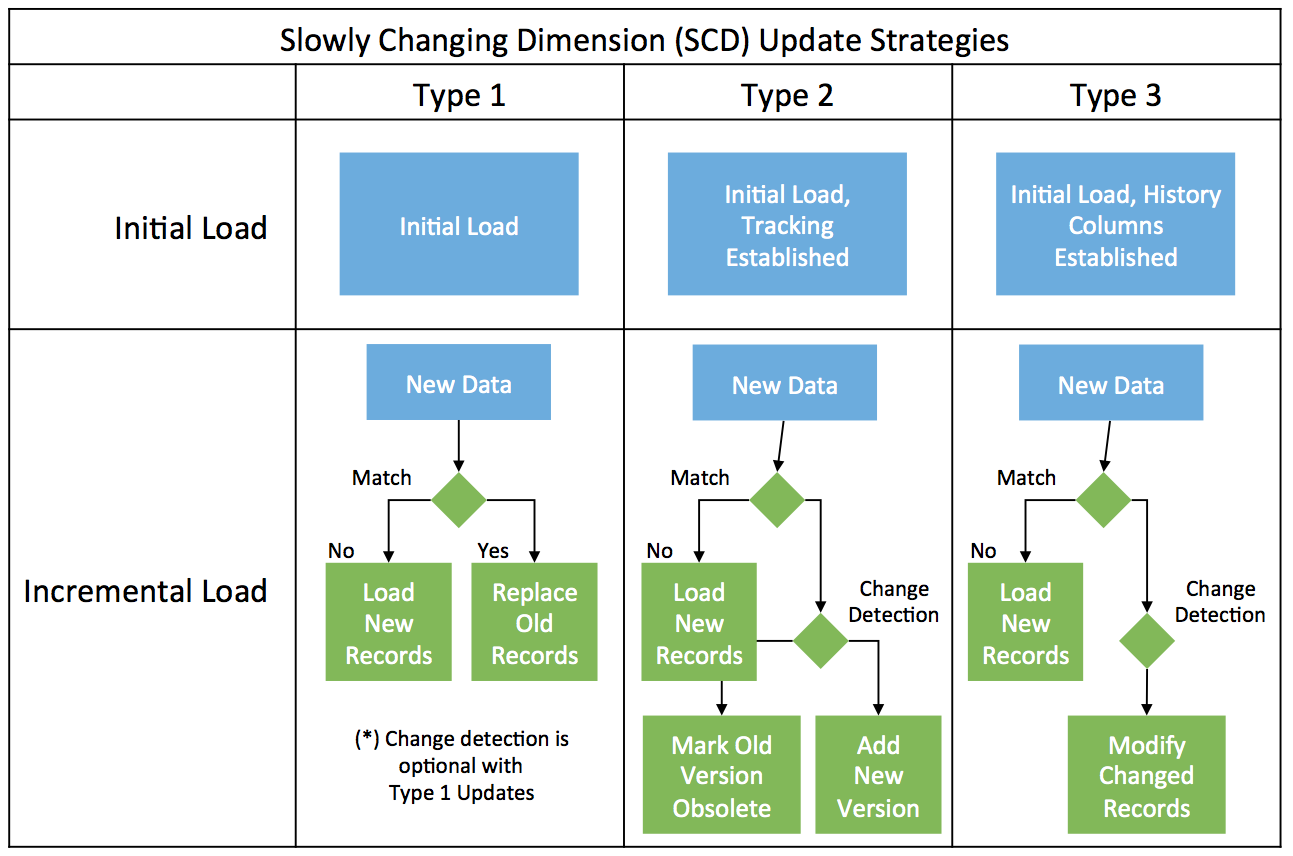 Slowly Changing Dimension (SCD) Update Strategies
Type 1
Type 2
Type 3
Initial Load
Initial Load
Initial Load,
Tracking
Established
Initial Load, History
Columns
Established
Incremental Load
New Data
Match
No
Yes
Load
New
Records
Replace
Old
Records
(*) Change detection is
optional with
Type 1 Updates
New Data
Match
No
Load
New
Records
Change
Detection
Mark Old
Version
Obsolete
Add
New
Version
New Data
Match
No
Load
New
Records
Change
Detection
Modify
Changed
Records